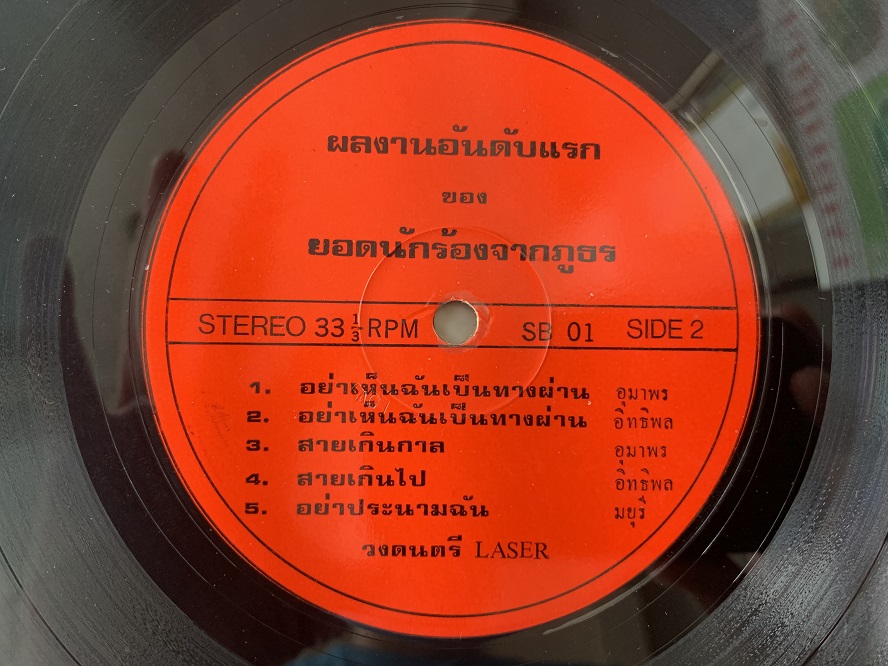 ผลงานอันดับแรก
ของ
ยอดนักร้องจากภูธร
STEREO 33 1/3 RPM SB 01 SIDE 2
1. อย่าเห็นฉันเป็นทางผ่าน อุมาพร
2. อย่าเห็นฉันเป็นทางผ่าน อิทธิพล
3. สายเกินกาล อุมาพร
4. สายเกินไป อิทธิพล
5. อย่าประนามฉัน มยุรี
วงดนตรี LASER